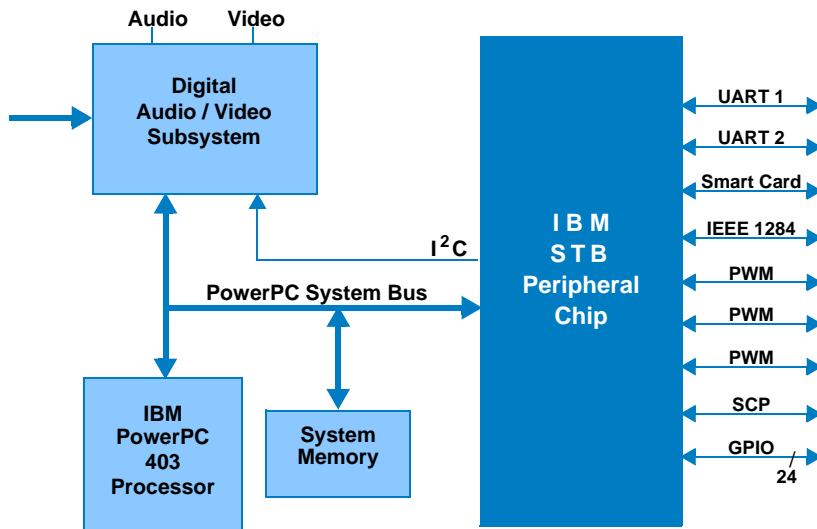 Audio
Video
Digital
Audio / Video
Subsystem
UART 1
UART 2
Smart Card
IEEE 1284
PWM
PWM
PWM
SCP
GPIO
24
I B M
S T B
Peripheral
Chip
I²C
PowerPC System Bus
IBM
PowerPC
403
Processor
System
Memory